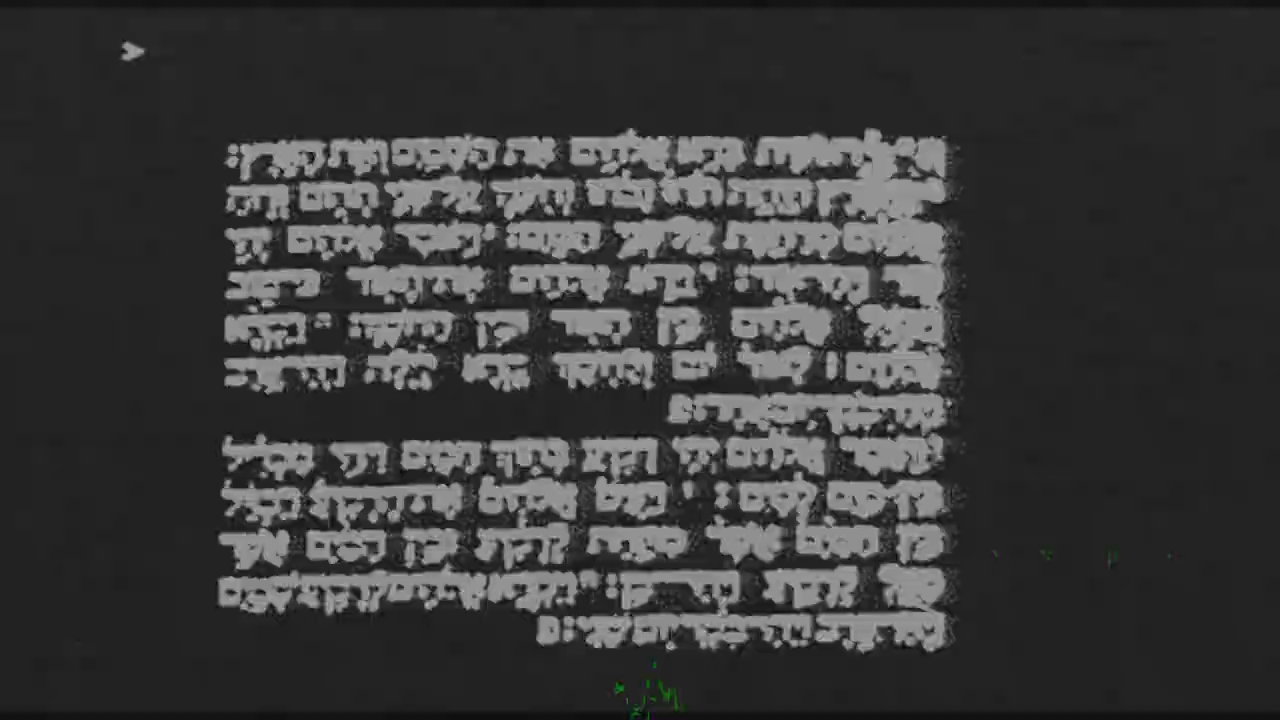 >
בראשית ברא אלהים את השמים ואת הארץ:
והארץ היתה תהו ובהו וחשך על־פני תהום ורוח
אלהים מרחפת על־פני המים: ויאמר אלהים יהי
אור ויהי־אור: וירא אלהים את־האור כי־טוב
ויבדל אלהים בין האור ובין החשך: ויקרא
אלהים ׀ לאור יום ולחשך קרא לילה ויהי־ערב
ויהי־בקר יום אחד: פ
ויאמר אלהים יהי רקיע בתוך המים ויהי מבדיל
בין מים למים: ויעש אלהים את־הרקיע ויבדל
בין המים אשר מתחת לרקיע ובין המים אשר
מעל לרקיע ויהי־כן: ויקרא אלהים לרקיע שמים
ויהי־ערב ויהי־בקר יום שני: פ